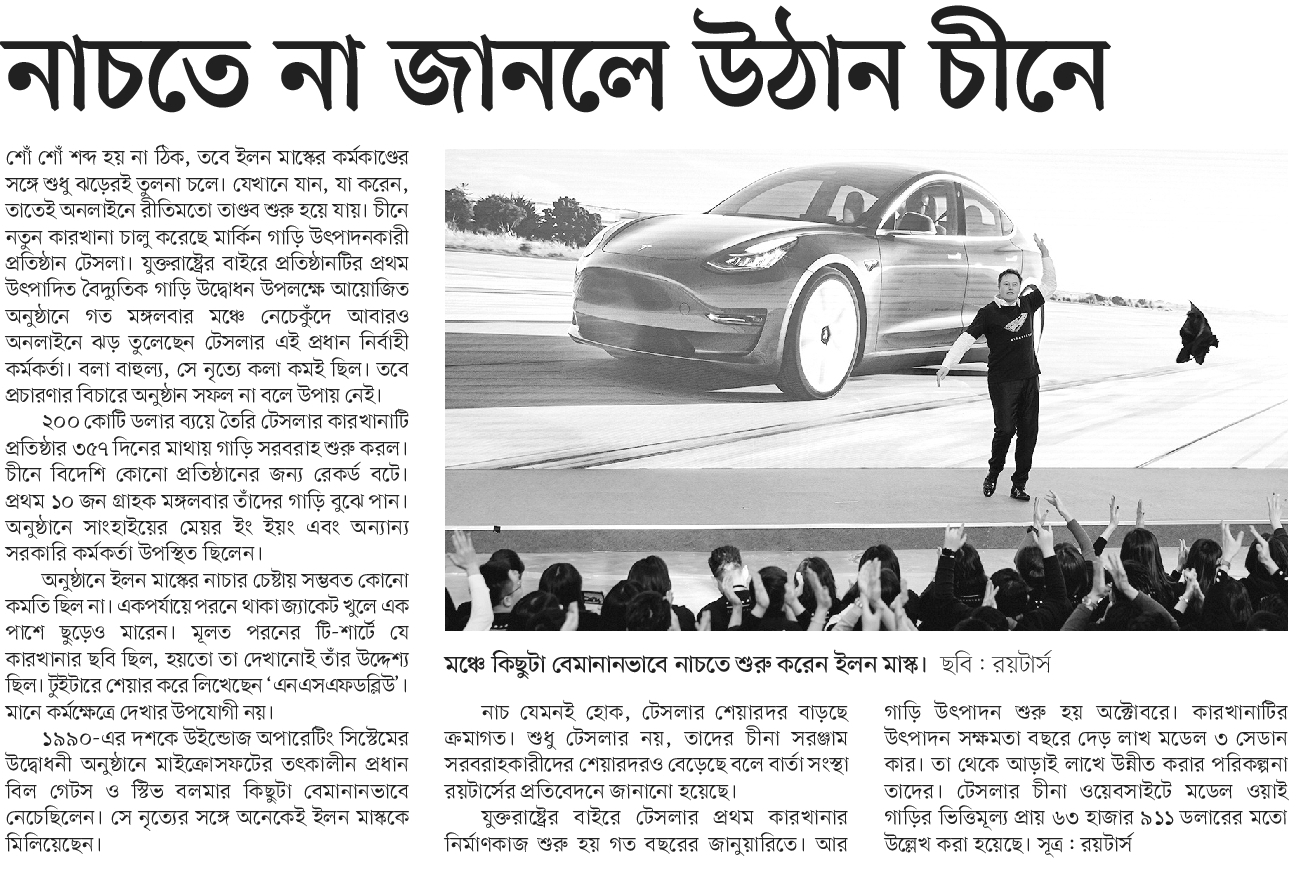 নাচতে না জানলে উঠান চীনে
শোঁ শোঁ শব্দ হয় না ঠিক, তবে ইলন মাস্কের কর্মকাণ্ডের
সঙ্গে শুধু ঝড়েরই তুলনা চলে। যেখানে যান, যা করেন,
তাতেই অনলাইনে রীতিমতো তাণ্ডব শুরু হয়ে যায়। চীনে
নতুন কারখানা চালু করেছে মার্কিন গাড়ি উৎপাদনকারী
প্রতিষ্ঠান টেসলা। যুক্তরাষ্ট্রের বাইরে প্রতিষ্ঠানটির প্রথম
উৎপাদিত বৈদ্যুতিক গাড়ি উদ্বোধন উপলক্ষে আয়োজিত
অনুষ্ঠানে গত মঙ্গলবার মঞ্চে নেচেকুঁদে আবারও
অনলাইনে ঝড় তুলেছেন টেসলার এই প্রধান নির্বাহী
কর্মকর্তা। বলা বাহুল্য, সে নৃত্যে কলা কমই ছিল। তবে
প্রচারণার বিচারে অনুষ্ঠান সফল না বলে উপায় নেই।
২০০ কোটি ডলার ব্যয়ে তৈরি টেসলার কারখানাটি
প্রতিষ্ঠার ৩৫৭ দিনের মাথায় গাড়ি সরবরাহ শুরু করল।
চীনে বিদেশি কোনো প্রতিষ্ঠানের জন্য রেকর্ড বটে।
প্রথম ১০ জন গ্রাহক মঙ্গলবার তাঁদের গাড়ি বুঝে পান।
অনুষ্ঠানে সাংহাইয়ের মেয়র ইং ইয়ং এবং অন্যান্য
সরকারি কর্মকর্তা উপস্থিত ছিলেন।
অনুষ্ঠানে ইলন মাস্কের নাচার চেষ্টায় সম্ভবত কোনো
কমতি ছিল না। একপর্যায়ে পরনে থাকা জ্যাকেট খুলে এক
পাশে ছুড়েও মারেন। মূলত পরনের টি-শার্টে যে
কারখানার ছবি ছিল, হয়তো তা দেখানোই তাঁর উদ্দেশ্য
ছিল। টুইটারে শেয়ার করে লিখেছেন ‘এনএসএফডব্লিউ’।
মানে কর্মক্ষেত্রে দেখার উপযোগী নয়।
১৯৯০-এর দশকে উইন্ডোজ অপারেটিং সিস্টেমের
উদ্বোধনী অনুষ্ঠানে মাইক্রোসফটের তৎকালীন প্রধান
বিল গেটস ও স্টিভ বলমার কিছুটা বেমানানভাবে
নেচেছিলেন। সে নৃত্যের সঙ্গে অনেকেই ইলন মাস্ককে
মিলিয়েছেন।
মঞ্চে কিছুটা বেমানানভাবে নাচতে শুরু করেন ইলন মাস্ক। ছবি : রয়টার্স
নাচ যেমনই হোক, টেসলার শেয়ারদর বাড়ছে
ক্রমাগত। শুধু টেসলার নয়, তাদের চীনা সরঞ্জাম
সরবরাহকারীদের শেয়ারদরও বেড়েছে বলে বার্তা সংস্থা
রয়টার্সের প্রতিবেদনে জানানো হয়েছে।
যুক্তরাষ্ট্রের বাইরে টেসলার প্রথম কারখানার
নির্মাণকাজ শুরু হয় গত বছরের জানুয়ারিতে। আর
গাড়ি উৎপাদন শুরু হয় অক্টোবরে। কারখানাটির
উৎপাদন সক্ষমতা বছরে দেড় লাখ মডেল ৩ সেডান
কার। তা থেকে আড়াই লাখে উন্নীত করার পরিকল্পনা
তাদের। টেসলার চীনা ওয়েবসাইটে মডেল ওয়াই
গাড়ির ভিত্তিমূল্য প্রায় ৬৩ হাজার ৯১১ ডলারের মতো
উল্লেখ করা হয়েছে। সূত্র : রয়টার্স